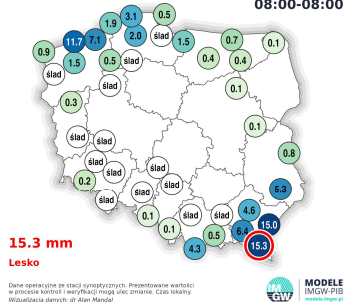 08:00-08:00
0.5
3.1
1.9
2.0
ślad
11.7
7.1
1.5
0.7
0.1
0.9
0.4
0.4
1.5
0.5
ślad
ślad
ślad
0.1
0.3
0.1
ślad
ślad
0.8
ślad
ślad
ślad
0.2
ślad
6.3
ślad
ślad
4.6
0.1
ślad
ślad
15.0
0.1
0.5
6.4
4.3
15.3
15.3 mm
Lesko
Dane operacyjne ze stacji synoptycznych. Prezentowane wartości
w procesie kontroli i weryfikacji mogą ulec zmianie. Czas lokalny.
Wizualizacja danych: dr Alan Mandal
IM
GW
MODELE
IMGW-PIB